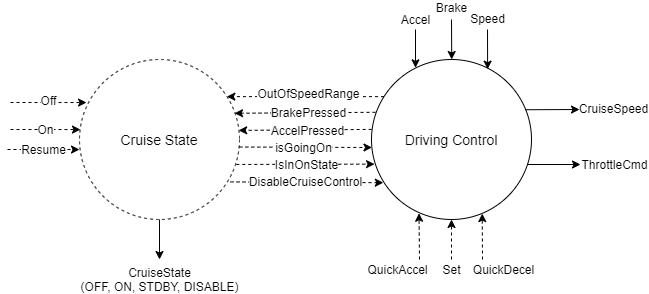 Brake
Accel
Speed
OutOfSpeedRange
Off
BrakePressed
CruiseSpeed
On
AccelPressed
Cruise State
Driving Control
Resume
isGoingOn
IsInOnState
ThrottleCmd
DisableCruiseControl
QuickAccel
Set
QuickDecel
CruiseState
(OFF, ON, STDBY, DISABLE)